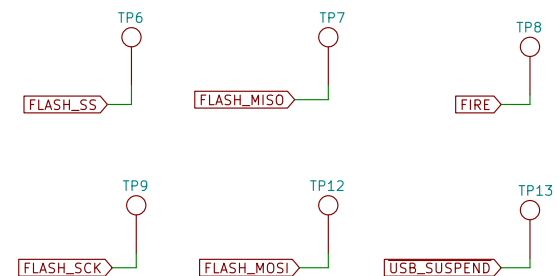 TP6
TP7
TP8
FLASH_SS
FLASH_MISO
FIRE
TP9
TP12
TP13
FLASH_SCK
FLASH_MOSI
USB_SUSPEND